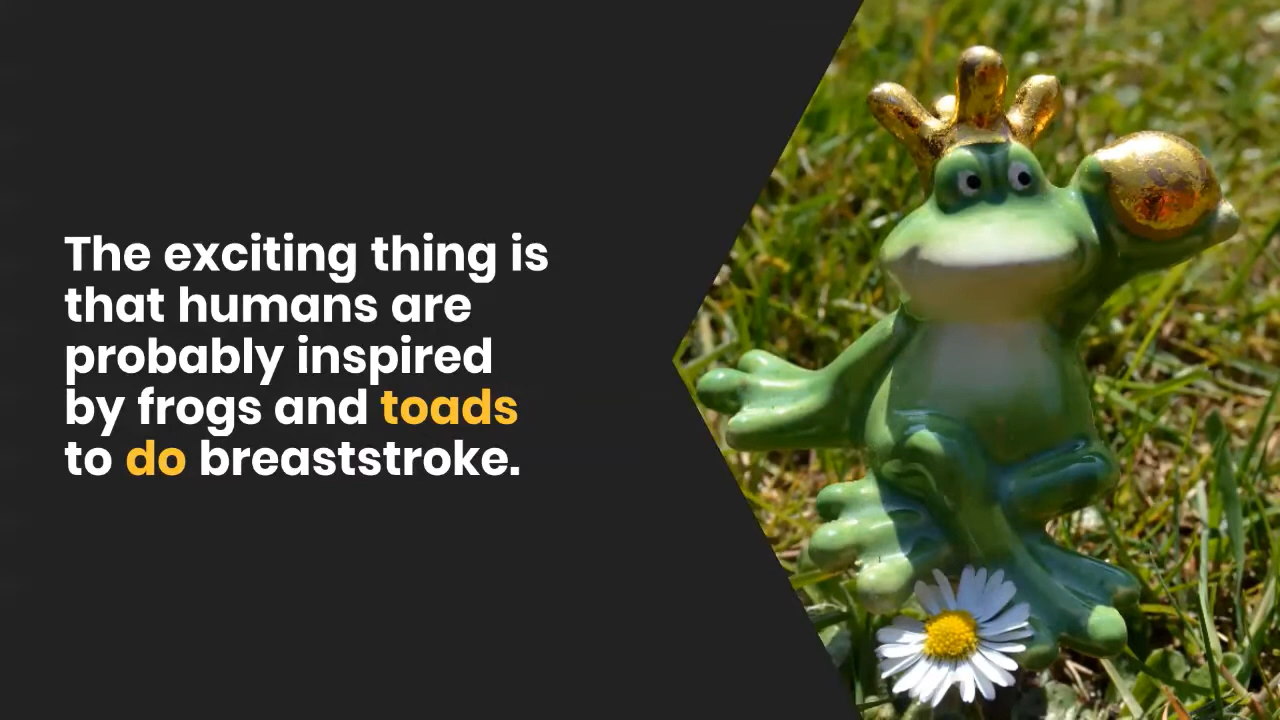 The exciting thing is
that humans are
probably inspired
by frogs and toads
to do breaststroke.